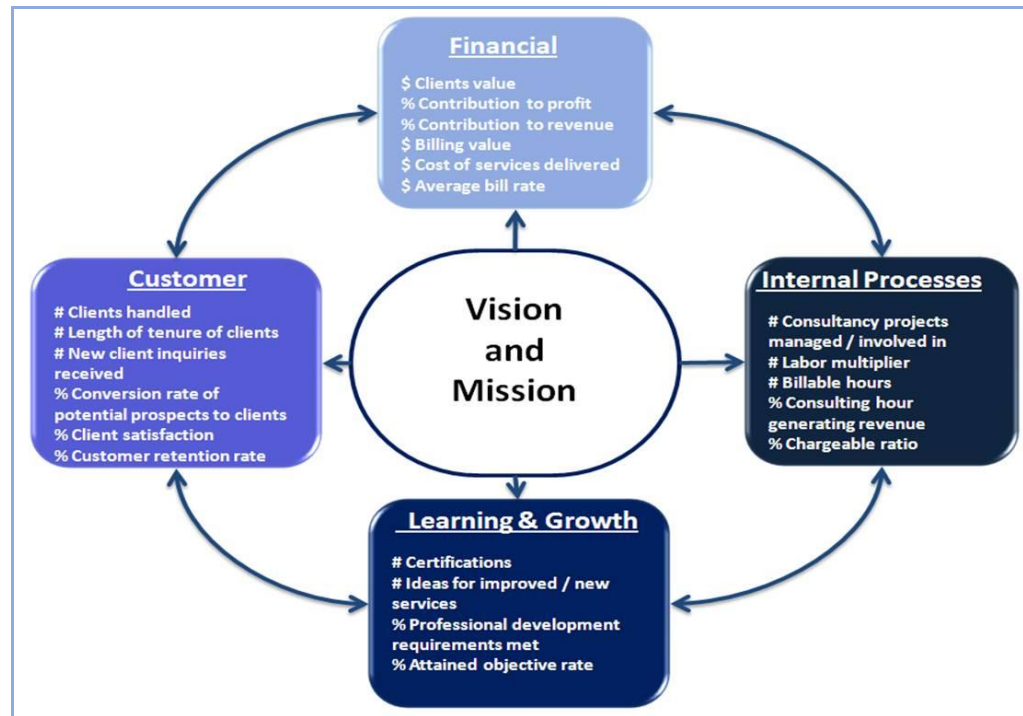 Financial
$ Clients value
% Contribution to profit
% Contribution to revenue
$ Billing value
$ Cost of services delivered
$ Average bill rate
Customer
# Clients handled
# Length of tenure of clients
# New client inquiries
received
% Conversion rate of
potential prospects to clients
% Client satisfaction
% Customer retention rate
Vision
and
Mission
Internal Processes
# Consultancy projects
managed / involved in
# Labor multiplier
# Billable hours
% Consulting hour
generating revenue
% Chargeable ratio
Learning & Growth
# Certifications
# Ideas for improved / new
services
% Professional development
requirements met
% Attained objective rate